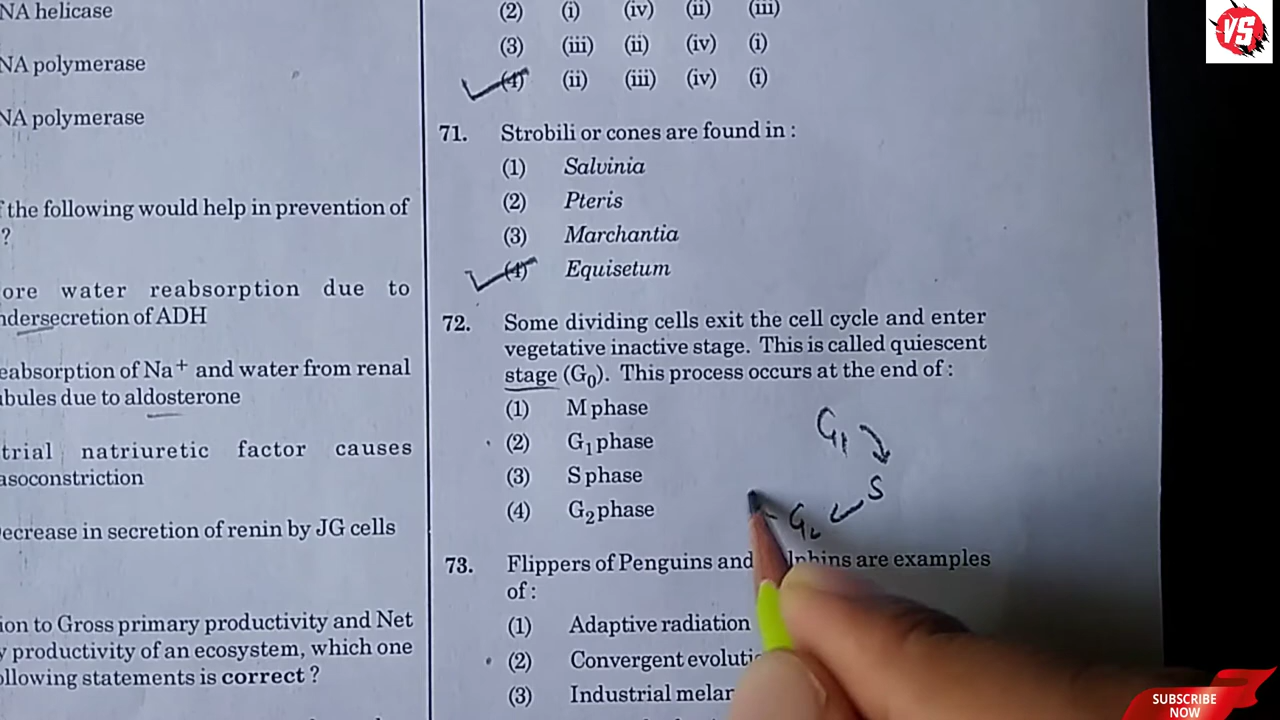 NA helicase
NA polymerase
NA polymerase
f the following would help in prevention of
?
ore water reabsorption due to
ndersecretion of ADH
eabsorption of Na+ and water from renal
ubules due to aldosterone
trial natriuretic factor causes
asoconstriction
ecrease in secretion of renin by JG cells
ion to Gross primary productivity and Net
y productivity of an ecosystem, which one
ollowing statements is correct ?
(2) (i) (iv) (ii) (iii)
(3) (iii) (ii) (iv) (i)
(4) (ii) (iii) (iv) (i)
71. Strobili or cones are found in :
(1) Salvinia
(2) Pteris
(3) Marchantia
(4) Equisetum
72. Some dividing cells exit the cell cycle and enter
vegetative inactive stage. This is called quiescent
stage (G0). This process occurs at the end of :
(1) M phase
(2) G1 phase
(3) S phase
(4) G2 phase
G1
S
G2
73. Flippers of Penguins and lphins are examples
of :
(1) Adaptive radiation
(2) Convergent evoluti
(3) Industrial melan
VS
SUBSCRIBE
NOW